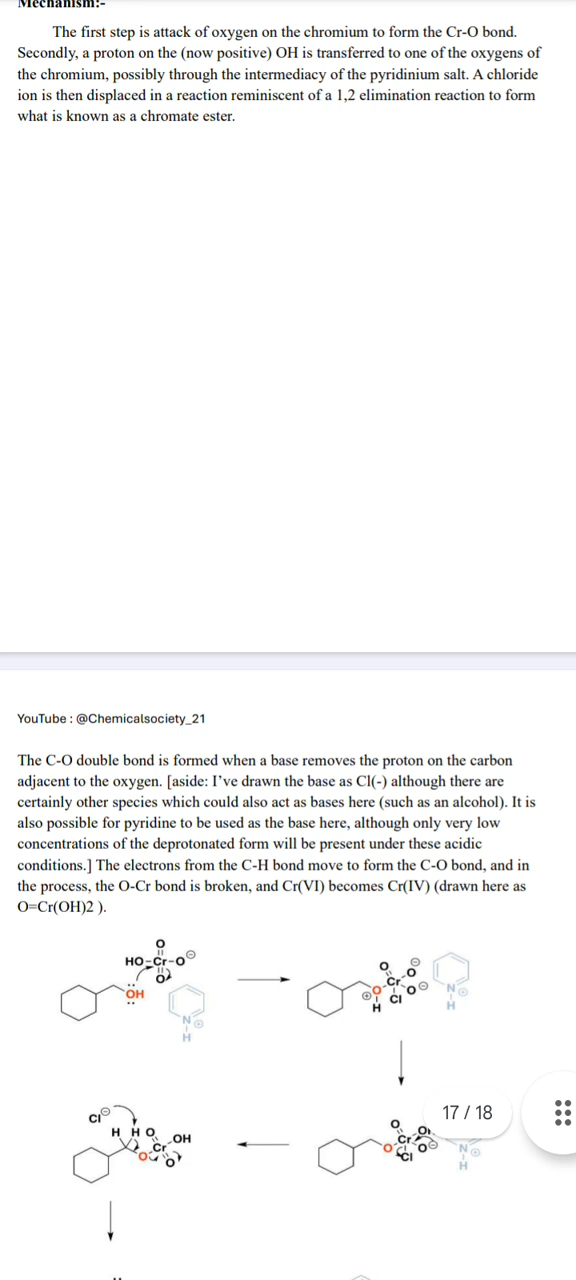 Mechanism:-
The first step is attack of oxygen on the chromium to form the Cr-O bond.
Secondly, a proton on the (now positive) OH is transferred to one of the oxygens of
the chromium, possibly through the intermediacy of the pyridinium salt. A chloride
ion is then displaced in a reaction reminiscent of a 1,2 elimination reaction to form
what is known as a chromate ester.
YouTube : @Chemicalsociety_21
The C-O double bond is formed when a base removes the proton on the carbon
adjacent to the oxygen. [aside: I've drawn the base as Cl(-) although there are
certainly other species which could also act as bases here (such as an alcohol). It is
also possible for pyridine to be used as the base here, although only very low
concentrations of the deprotonated form will be present under these acidic
conditions.] The electrons from the C-H bond move to form the C-O bond, and in
the process, the O-Cr bond is broken, and Cr(VI) becomes Cr(IV) (drawn here as
O=Cr(OH)2 ).
O
HO-Cr-O⊖
O
OH
N⊕
H
O O⊖
Cr
O O⊖
⊕ Cl
H
N⊕
H
17 / 18
Cl⊖
H H O
Cr OH
O O
O
Cr
O O⊖
Cl
N⊕
H